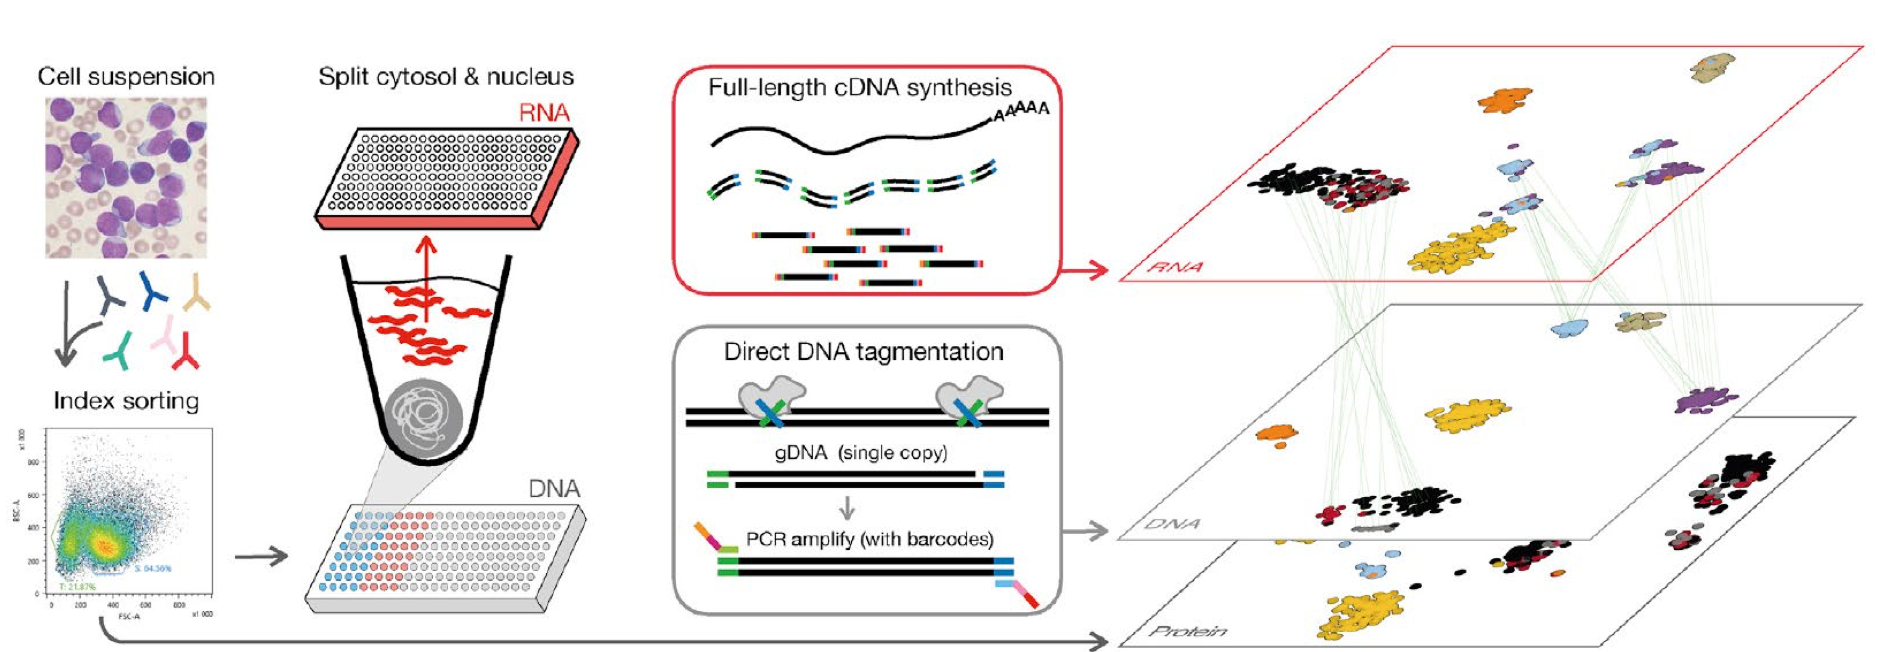 Cell suspension
Index sorting
x1 000
800
600
400
200
0
SSC-A
S: 64.56%
T: 21.87%
0 200 400 600 800
x1 000
FSC-A
Split cytosol & nucleus
RNA
DNA
Full-length cDNA synthesis
AAAAA
Direct DNA tagmentation
gDNA (single copy)
PCR amplify (with barcodes)
RNA
DNA
Protein